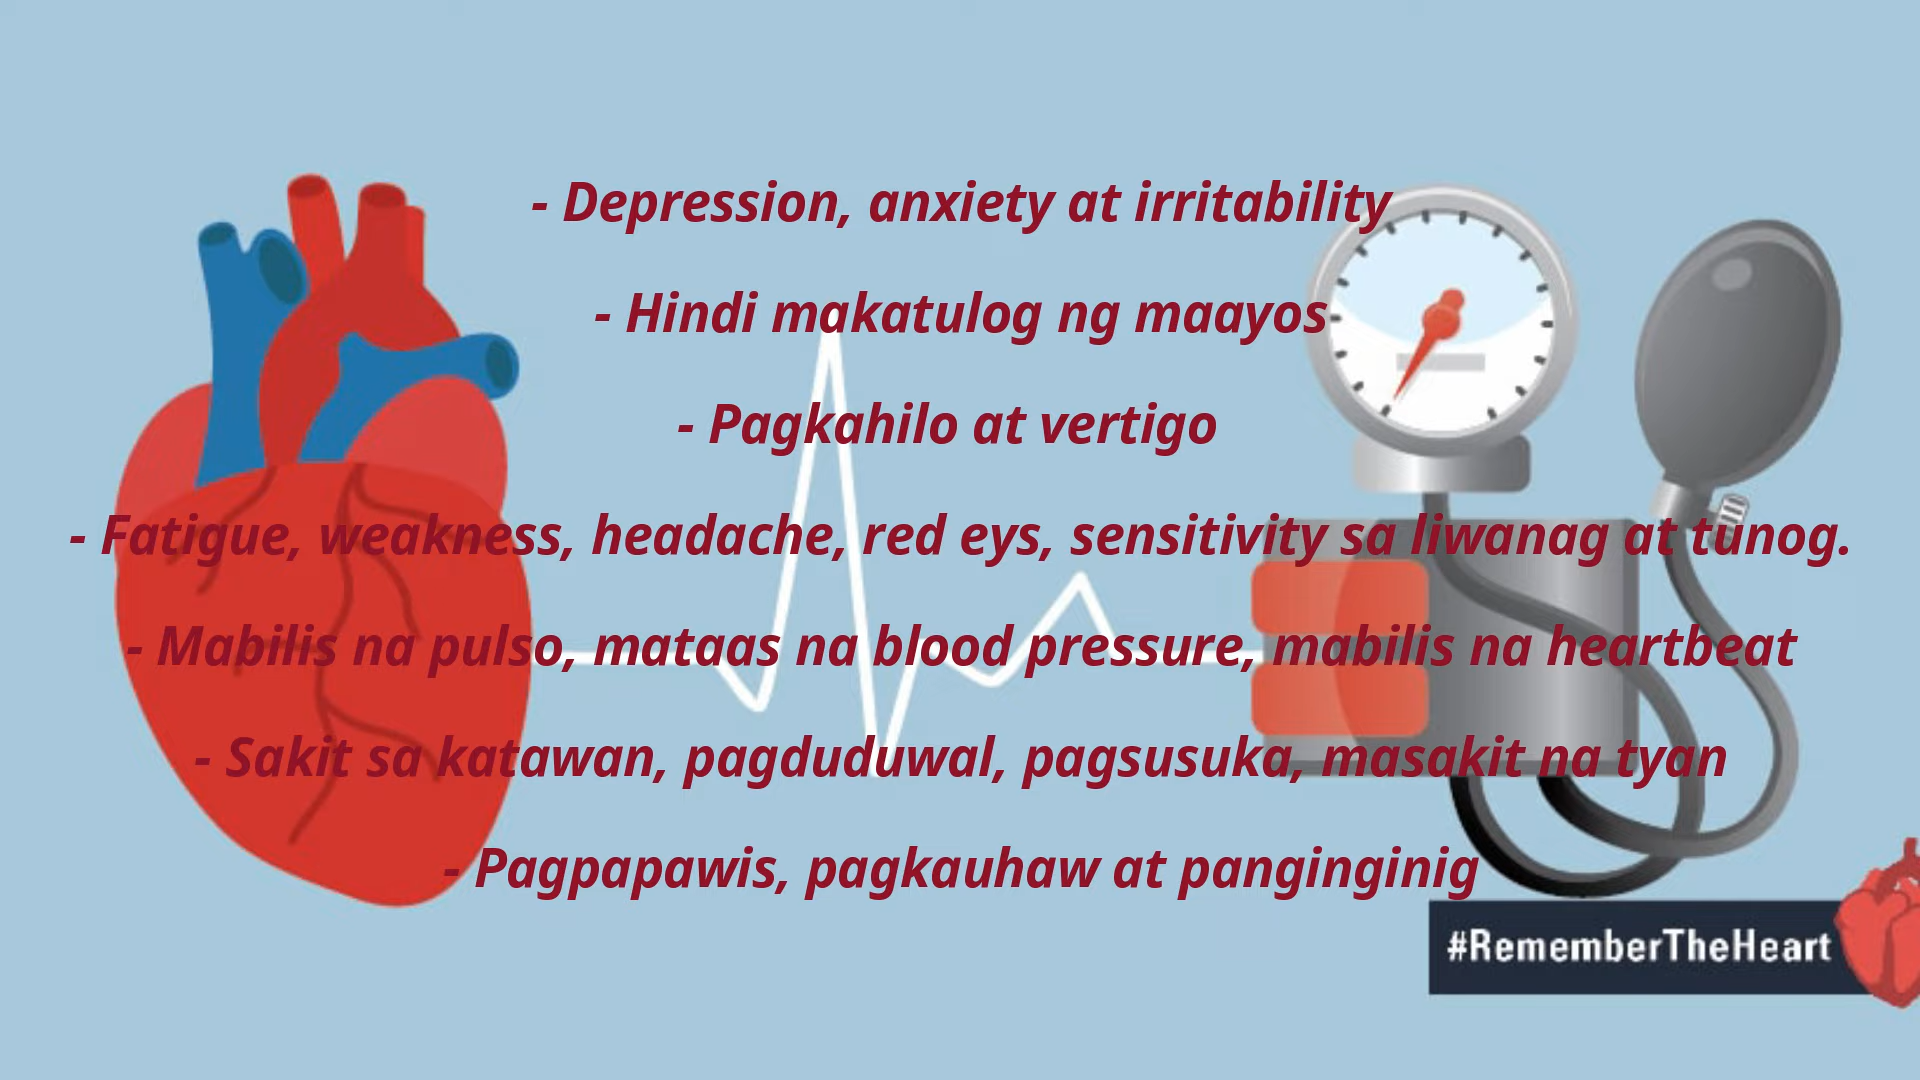 - Depression, anxiety at irritability
- Hindi makatulog ng maayos
- Pagkahilo at vertigo
- Fatigue, weakness, headache, red eys, sensitivity sa liwanag at tunog.
- Mabilis na pulso, mataas na blood pressure, mabilis na heartbeat
- Sakit sa katawan, pagduduwal, pagsusuka, masakit na tyan
- Pagpapawis, pagkauhaw at panginginig
#RememberTheHeart